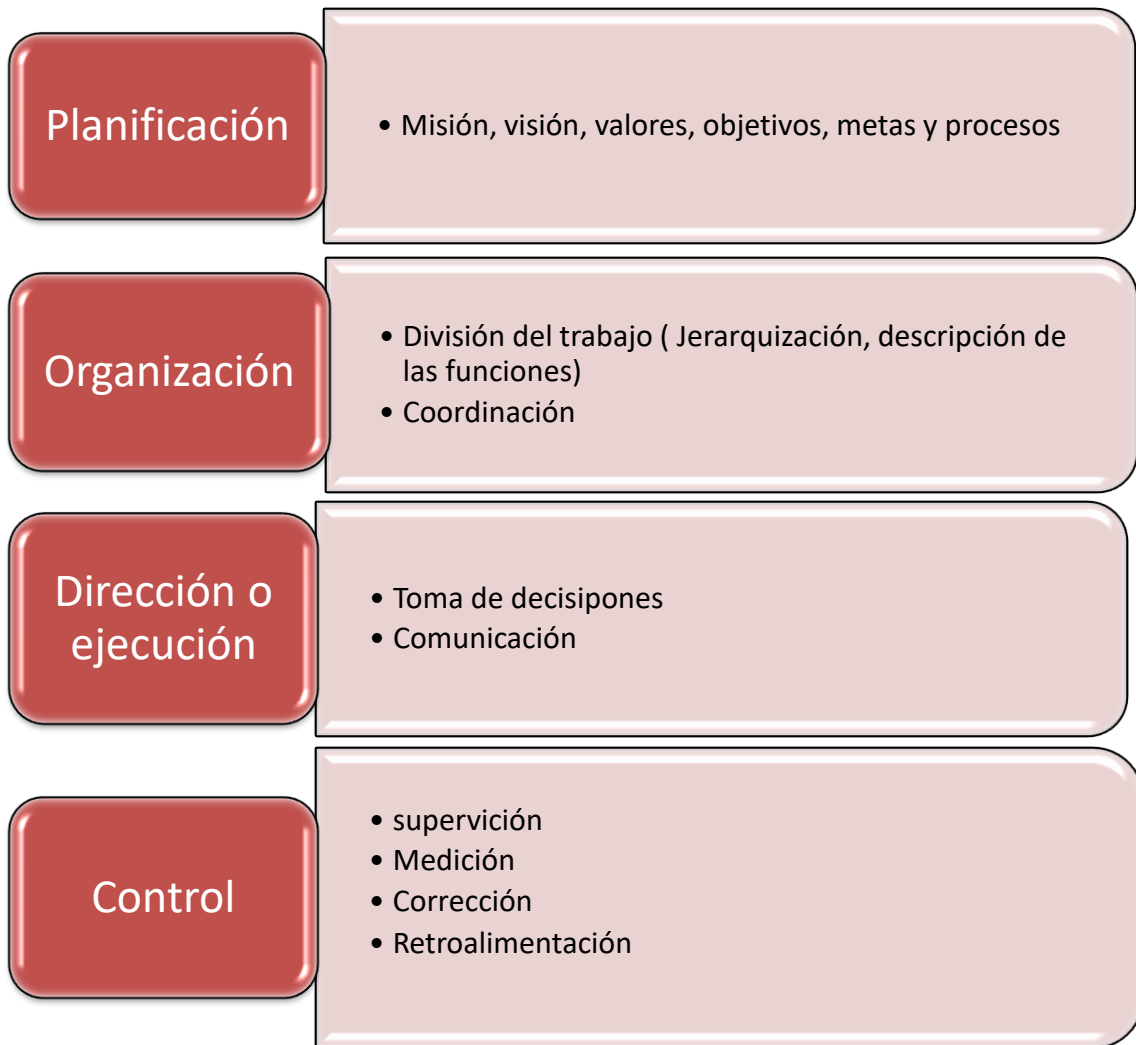 Planificación
• Misión, visión, valores, objetivos, metas y procesos
Organización
• División del trabajo ( Jerarquización, descripción de
las funciones)
• Coordinación
Dirección o
ejecución
• Toma de decisipones
• Comunicación
Control
• supervición
• Medición
• Corrección
• Retroalimentación